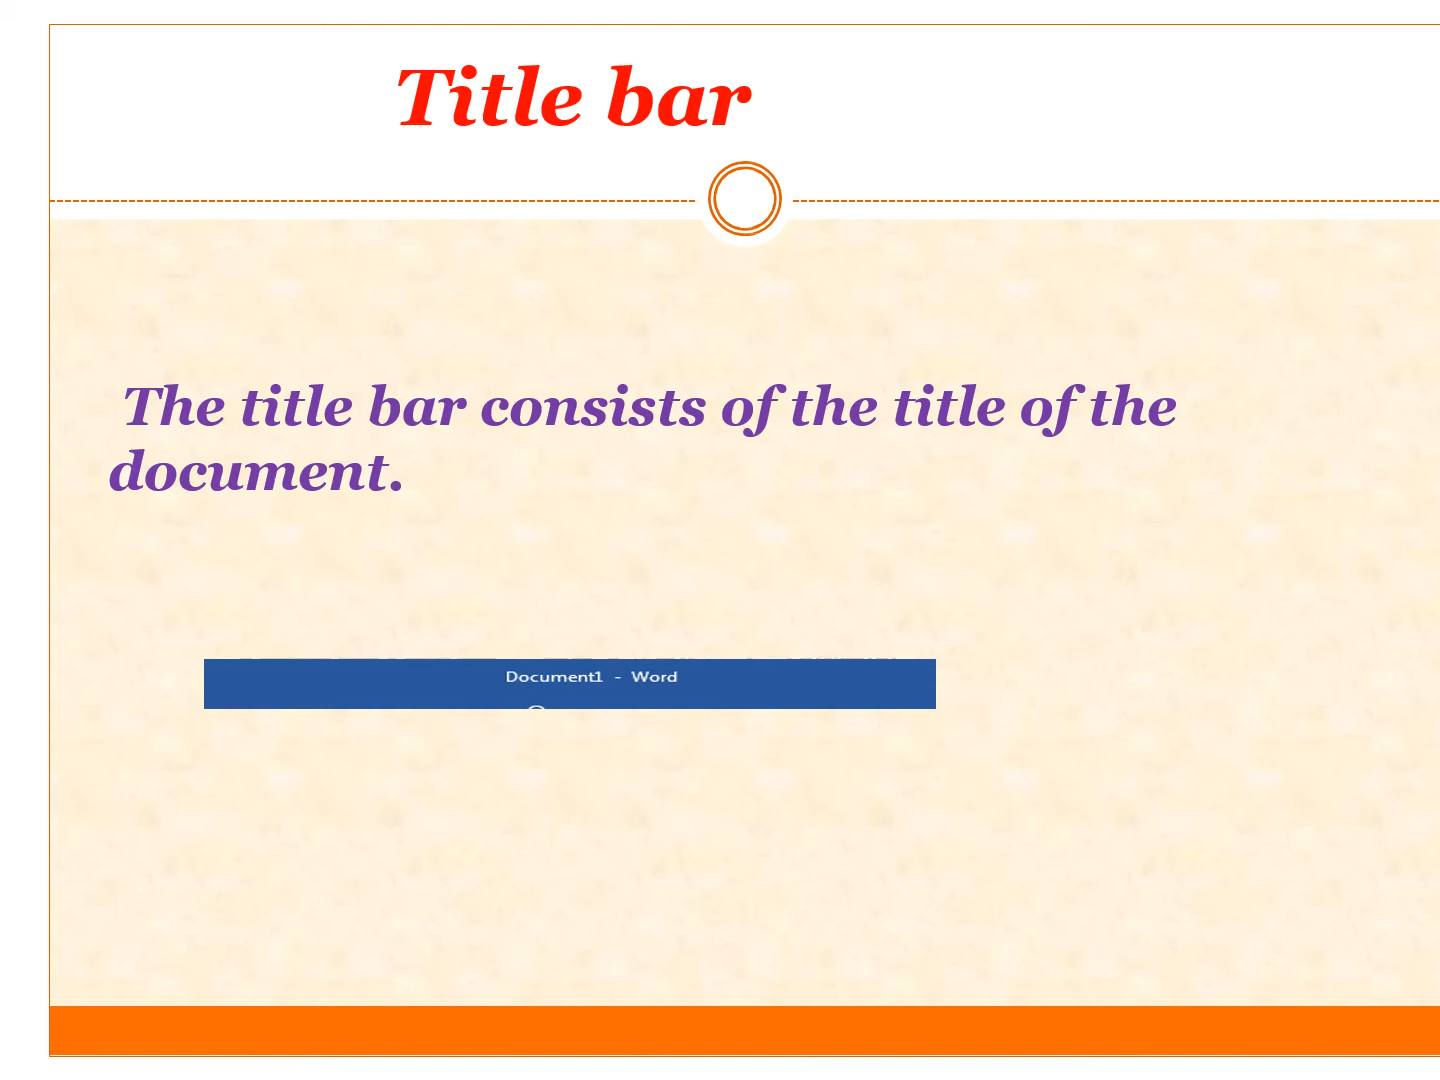 Title bar
The title bar consists of the title of the
document.
Document1 - Word